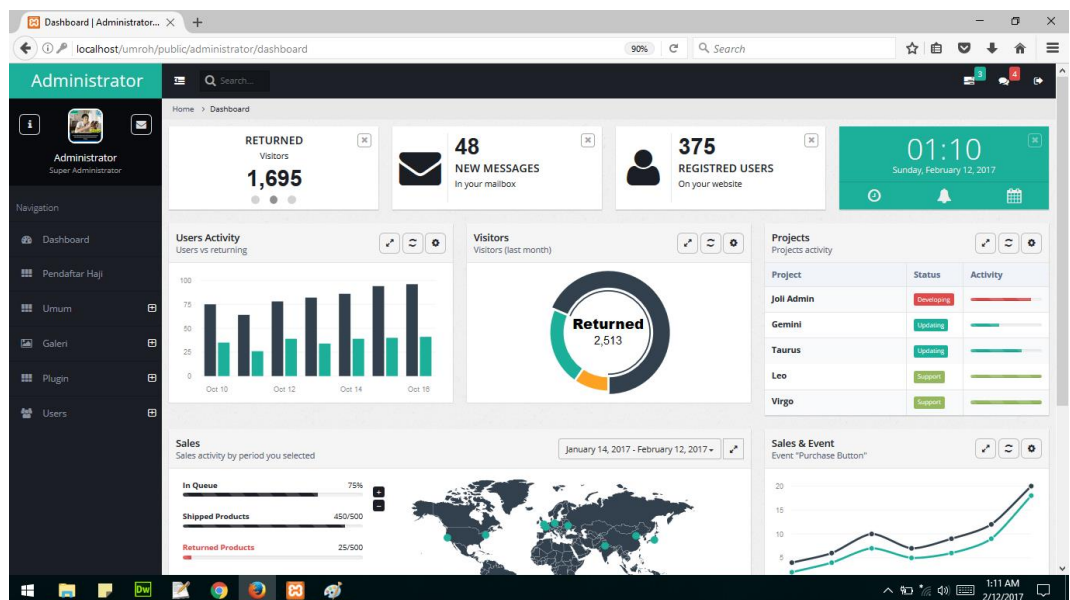 Dashboard | Administrator...
localhost/umroh/public/administrator/dashboard
90%
Search
Administrator
Search...
3
4
Home > Dashboard
Administrator
Super Administrator
Navigation
Dashboard
Pendaftar Haji
Umum
Galeri
Plugin
Users
RETURNED
Visitors
1,695
48
NEW MESSAGES
In your mailbox
375
REGISTRED USERS
On your website
01:10
Sunday, February 12, 2017
Users Activity
Users vs returning
100
75
50
25
0
Oct 10
Oct 12
Oct 14
Oct 16
Visitors
Visitors (last month)
Returned
2,513
Projects
Projects activity
Project Status Activity
Joli Admin Developing
Gemini Updating
Taurus Updating
Leo Support
Virgo Support
Sales
Sales activity by period you selected
January 14, 2017 - February 12, 2017
In Queue 75%
Shipped Products 450/500
Returned Products 25/500
Sales & Event
Event "Purchase Button"
20
15
10
5
Dw
1:11 AM
2/12/2017